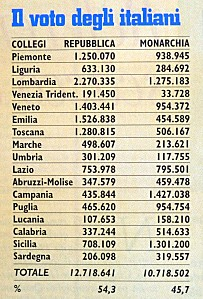 Il voto degli italiani
COLLEGI REPUBBLICA MONARCHIA
Piemonte 1.250.070 938.945
Liguria 633.130 284.692
Lombardia 2.270.335 1.275.183
Venezia Trident. 191.450 33.728
Veneto 1.403.441 954.372
Emilia 1.526.838 454.589
Toscana 1.280.815 506.167
Marche 498.607 213.621
Umbria 301.209 117.755
Lazio 753.978 795.501
Abruzzi-Molise 347.579 459.478
Campania 435.844 1.427.038
Puglia 465.620 954.754
Lucania 107.653 158.210
Calabria 337.244 514.633
Sicilia 708.109 1.301.200
Sardegna 206.098 319.557
TOTALE 12.718.641 10.718.502
% 54,3 45,7